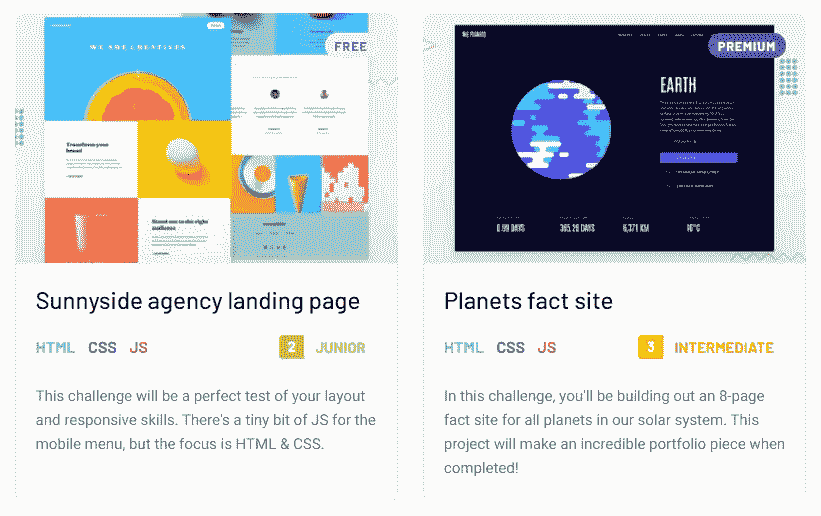 WE ARE CREATIVES
FREE
Transform your
brand
Stand out to the right
audience
PREMIUM
EARTH
0.99 DAYS
365.26 DAYS
6,371 KM
16°C
Sunnyside agency landing page
HTML CSS JS
2 JUNIOR
This challenge will be a perfect test of your layout
and responsive skills. There's a tiny bit of JS for the
mobile menu, but the focus is HTML & CSS.
Planets fact site
HTML CSS JS
3 INTERMEDIATE
In this challenge, you'll be building out an 8-page
fact site for all planets in our solar system. This
project will make an incredible portfolio piece when
completed!